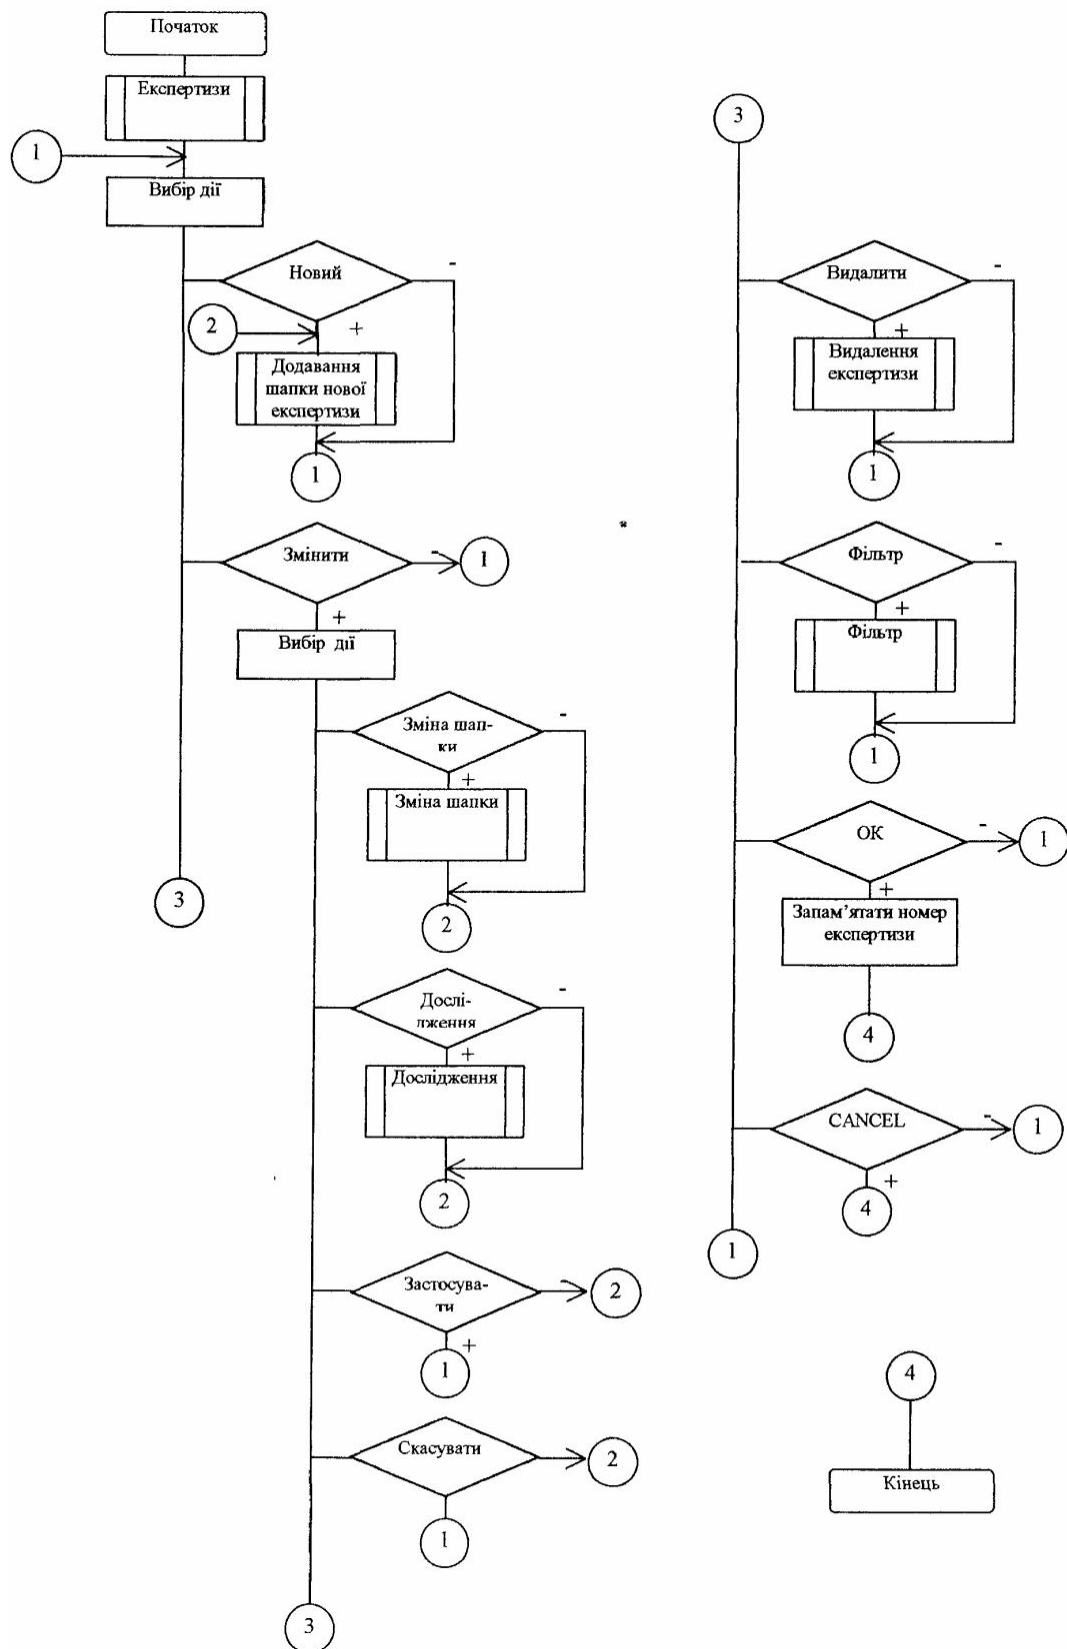 Початок
Експертизи
1
Вибір дії
Новий
-
2
+
Додавання
шапки нової
експертизи
1
Змінити
-
1
+
Вибір дії
Зміна шап-
ки
-
+
Зміна шапки
2
3
Дослі-
лження
-
+
Дослідження
2
Застосува-
ти
-
2
+
1
Скасувати
-
2
1
3
3
Видалити
-
+
Видалення
експертизи
1
Фільтр
-
+
Фільтр
1
ОК
-
1
+
Запам’ятати номер
експертизи
4
CANCEL
-
1
+
4
1
4
Кінець